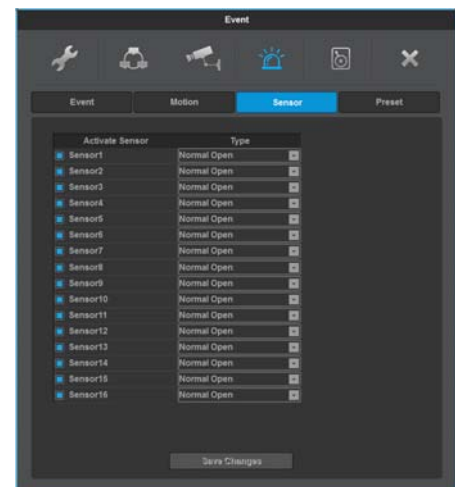 Event
Event Motion Sensor Preset
Activate Sensor Type
Sensor1 Normal Open
Sensor2 Normal Open
Sensor3 Normal Open
Sensor4 Normal Open
Sensor5 Normal Open
Sensor6 Normal Open
Sensor7 Normal Open
Sensor8 Normal Open
Sensor9 Normal Open
Sensor10 Normal Open
Sensor11 Normal Open
Sensor12 Normal Open
Sensor13 Normal Open
Sensor14 Normal Open
Sensor15 Normal Open
Sensor16 Normal Open
Save Changes